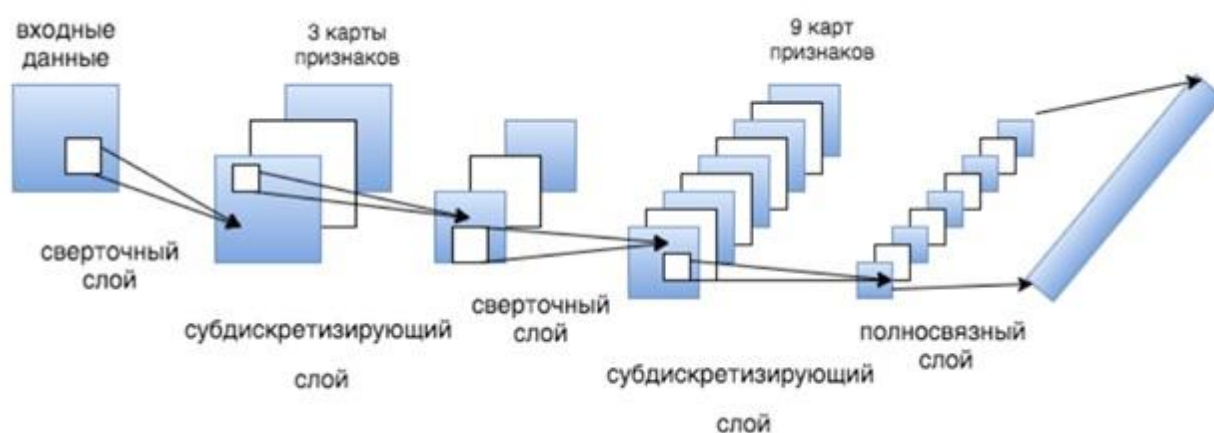 входные
данные
3 карты
признаков
9 карт
признаков
сверточный
слой
субдискретизирующий
слой
сверточный
слой
субдискретизирующий
слой
полносвязный
слой